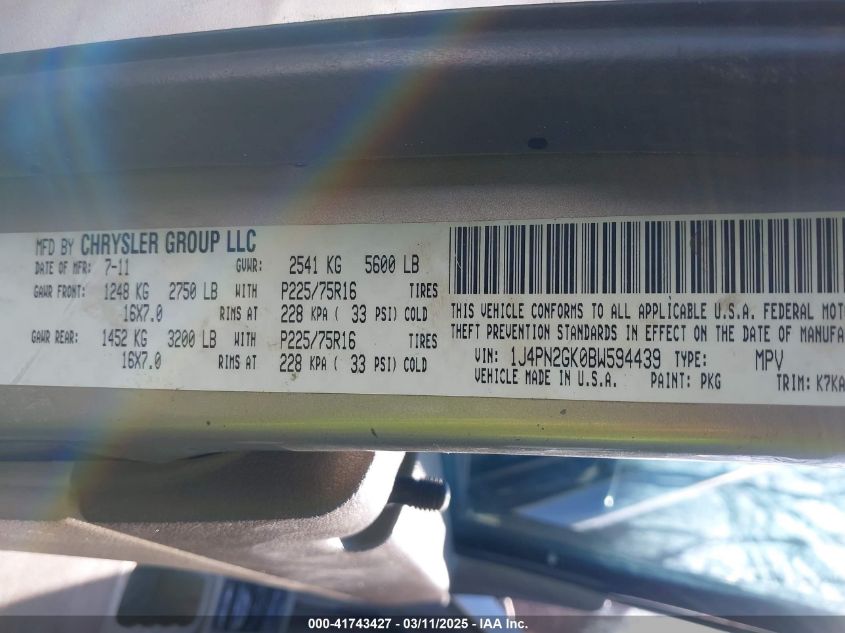 MFD BY CHRYSLER GROUP LLC
DATE OF MFR: 7-11 GVWR: 2541 KG 5600 LB
GAWR FRONT: 1248 KG 2750 LB WITH P225/75R16 TIRES
16X7.0 RIMS AT 228 KPA ( 33 PSI) COLD
GAWR REAR: 1452 KG 3200 LB WITH P225/75R16 TIRES
16X7.0 RIMS AT 228 KPA ( 33 PSI) COLD
THIS VEHICLE CONFORMS TO ALL APPLICABLE U.S.A. FEDERAL MOTO
THEFT PREVENTION STANDARDS IN EFFECT ON THE DATE OF MANUFA
VIN: 1J4PN2GK0BW594439 TYPE: MPV
VEHICLE MADE IN U.S.A. PAINT: PKG TRIM: K7KA
000-41743427 - 03/11/2025 - IAA Inc.